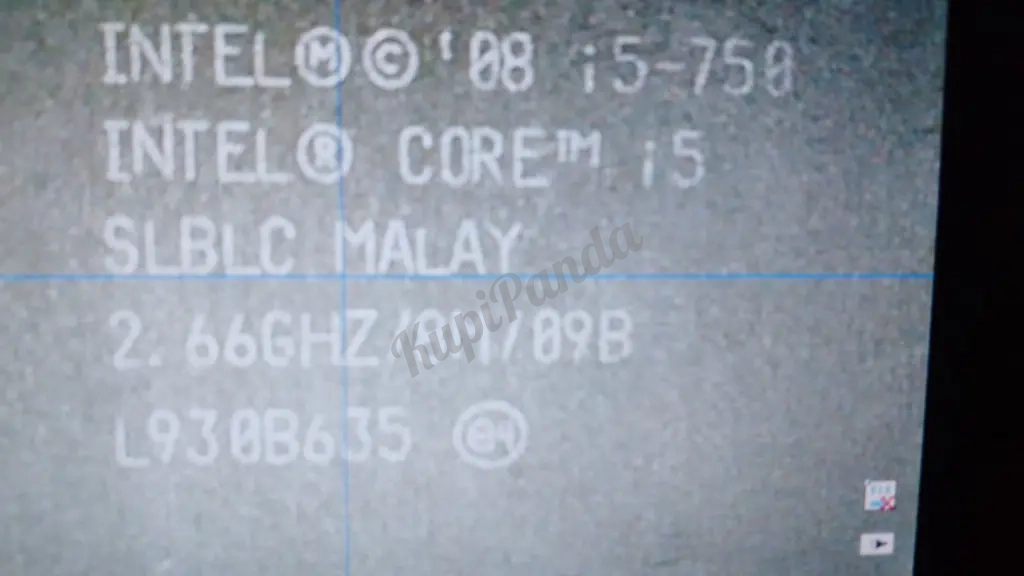 INTELⓂ©'08 i5-750
INTEL® CORE™ i5
SLBLC MALAY
2.66GHZ/ /09B
L930B635 e4
KupiPanda